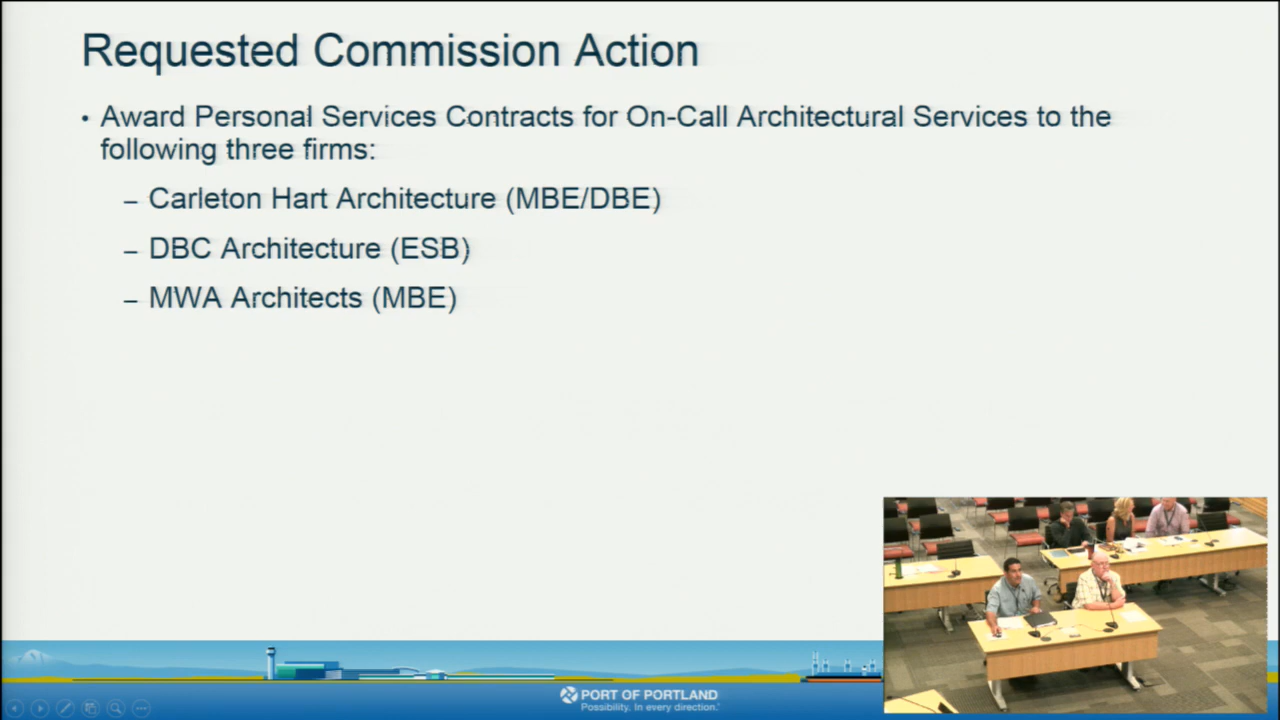 Requested Commission Action
• Award Personal Services Contracts for On-Call Architectural Services to the
following three firms:
– Carleton Hart Architecture (MBE/DBE)
– DBC Architecture (ESB)
– MWA Architects (MBE)
PORT OF PORTLAND
Possibility. In every direction.